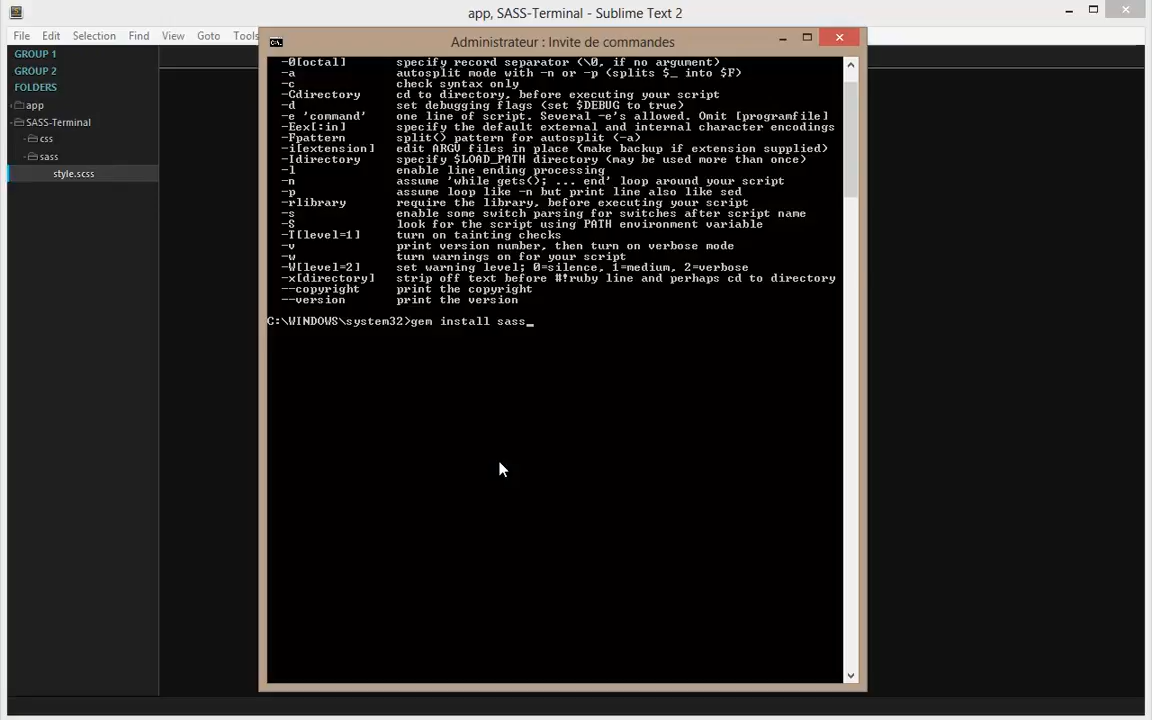 app, SASS-Terminal - Sublime Text 2
File Edit Selection Find View Goto Tools
GROUP 1
GROUP 2
FOLDERS
app
SASS-Terminal
css
sass
style.scss
Administrateur : Invite de commandes
-0[octal] specify record separator (\0, if no argument)
-a autosplit mode with -n or -p (splits $_ into $F)
-c check syntax only
-Cdirectory cd to directory, before executing your script
-d set debugging flags (set $DEBUG to true)
-e 'command' one line of script. Several -e's allowed. Omit [programfile]
-Eex[:in] specify the default external and internal character encodings
-Fpattern split() pattern for autosplit (-a)
-i[extension] edit ARGV files in place (make backup if extension supplied)
-Idirectory specify $LOAD_PATH directory (may be used more than once)
-l enable line ending processing
-n assume 'while gets(); ... end' loop around your script
-p assume loop like -n but print line also like sed
-rlibrary require the library, before executing your script
-s enable some switch parsing for switches after script name
-S look for the script using PATH environment variable
-T[level=1] turn on tainting checks
-v print version number, then turn on verbose mode
-w turn warnings on for your script
-W[level=2] set warning level; 0=silence, 1=medium, 2=verbose
-x[directory] strip off text before #!ruby line and perhaps cd to directory
--copyright print the copyright
--version print the version
C:\WINDOWS\system32>gem install sass_